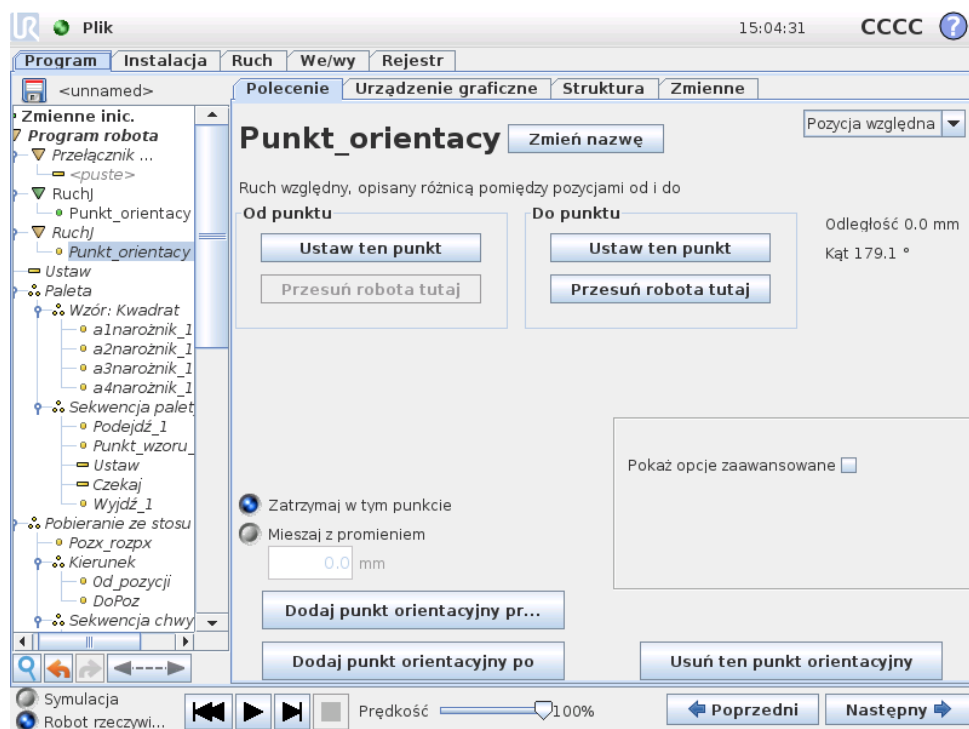 UR Plik 15:04:31 CCCC ?
Program Instalacja Ruch We/wy Rejestr
<unnamed>
Zmienne inic.
Program robota
Przełącznik ...
<puste>
RuchJ
Punkt_orientacy
RuchJ
Punkt_orientacy
Ustaw
Paleta
Wzór: Kwadrat
a1narożnik_1
a2narożnik_1
a3narożnik_1
a4narożnik_1
Sekwencja palet
Podejdź_1
Punkt_wzoru_
Ustaw
Czekaj
Wyjdź_1
Pobieranie ze stosu
Pozx_rozpx
Kierunek
Od_pozycji
DoPoz
Sekwencja chwy
Polecenie Urządzenie graficzne Struktura Zmienne
Punkt_orientacy Zmień nazwę Pozycja względna
Ruch względny, opisany różnicą pomiędzy pozycjami od i do
Od punktu
Ustaw ten punkt
Przesuń robota tutaj
Do punktu
Ustaw ten punkt
Przesuń robota tutaj
Odległość 0.0 mm
Kąt 179.1 °
Pokaż opcje zaawansowane
Zatrzymaj w tym punkcie
Mieszaj z promieniem
0.0 mm
Dodaj punkt orientacyjny pr...
Dodaj punkt orientacyjny po Usuń ten punkt orientacyjny
Symulacja
Robot rzeczywi...
Prędkość 100%
Poprzedni Następny